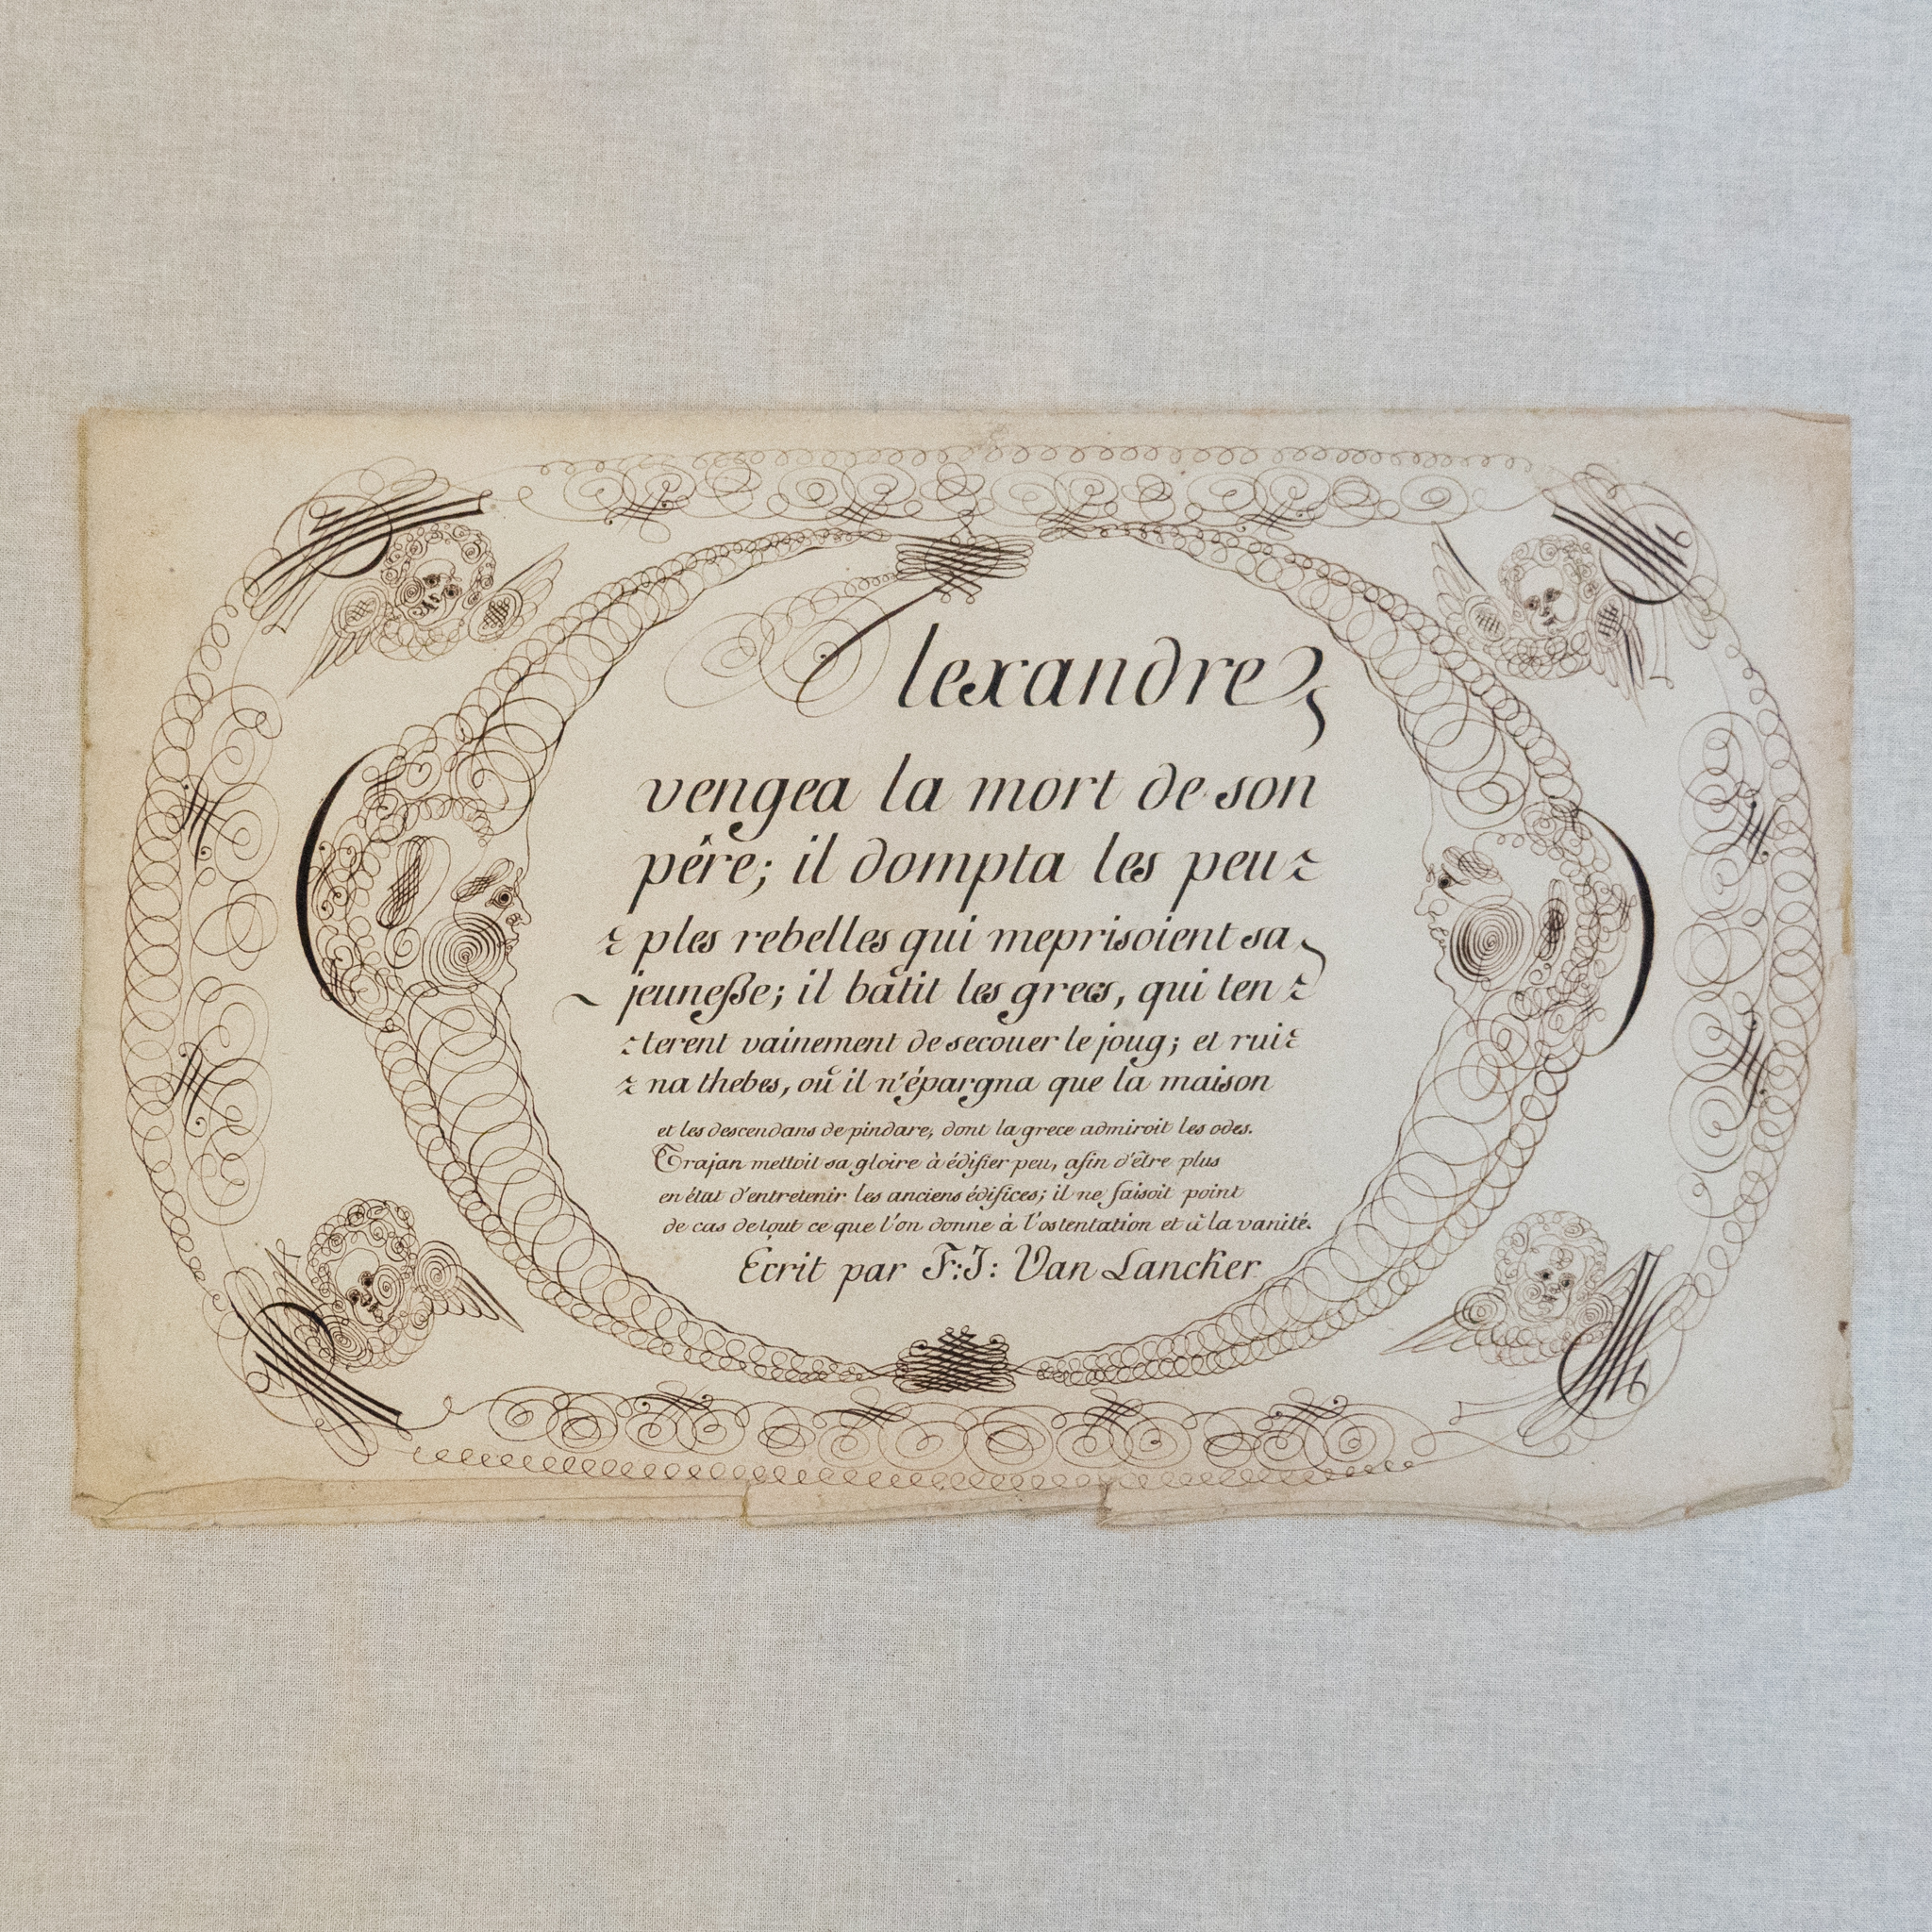 Alexandre
vengea la mort de son
pére; il dompta les peu-
-ples rebelles qui meprisoient sa
jeuneße; il bâtit les grecs, qui ten-
-terent vainement de secouer le joug; et rui-
-na thebes, où il n'épargna que la maison
et les descendans de pindare, dont la grece admiroit les odes.
Trajan mettoit sa gloire à édifier peu, afin d'être plus
en état d'entretenir les anciens édifices; il ne faisoit point
de cas de tout ce que l'on donne à l'ostentation et à la vanité.
Ecrit par F:J: Van Lancker